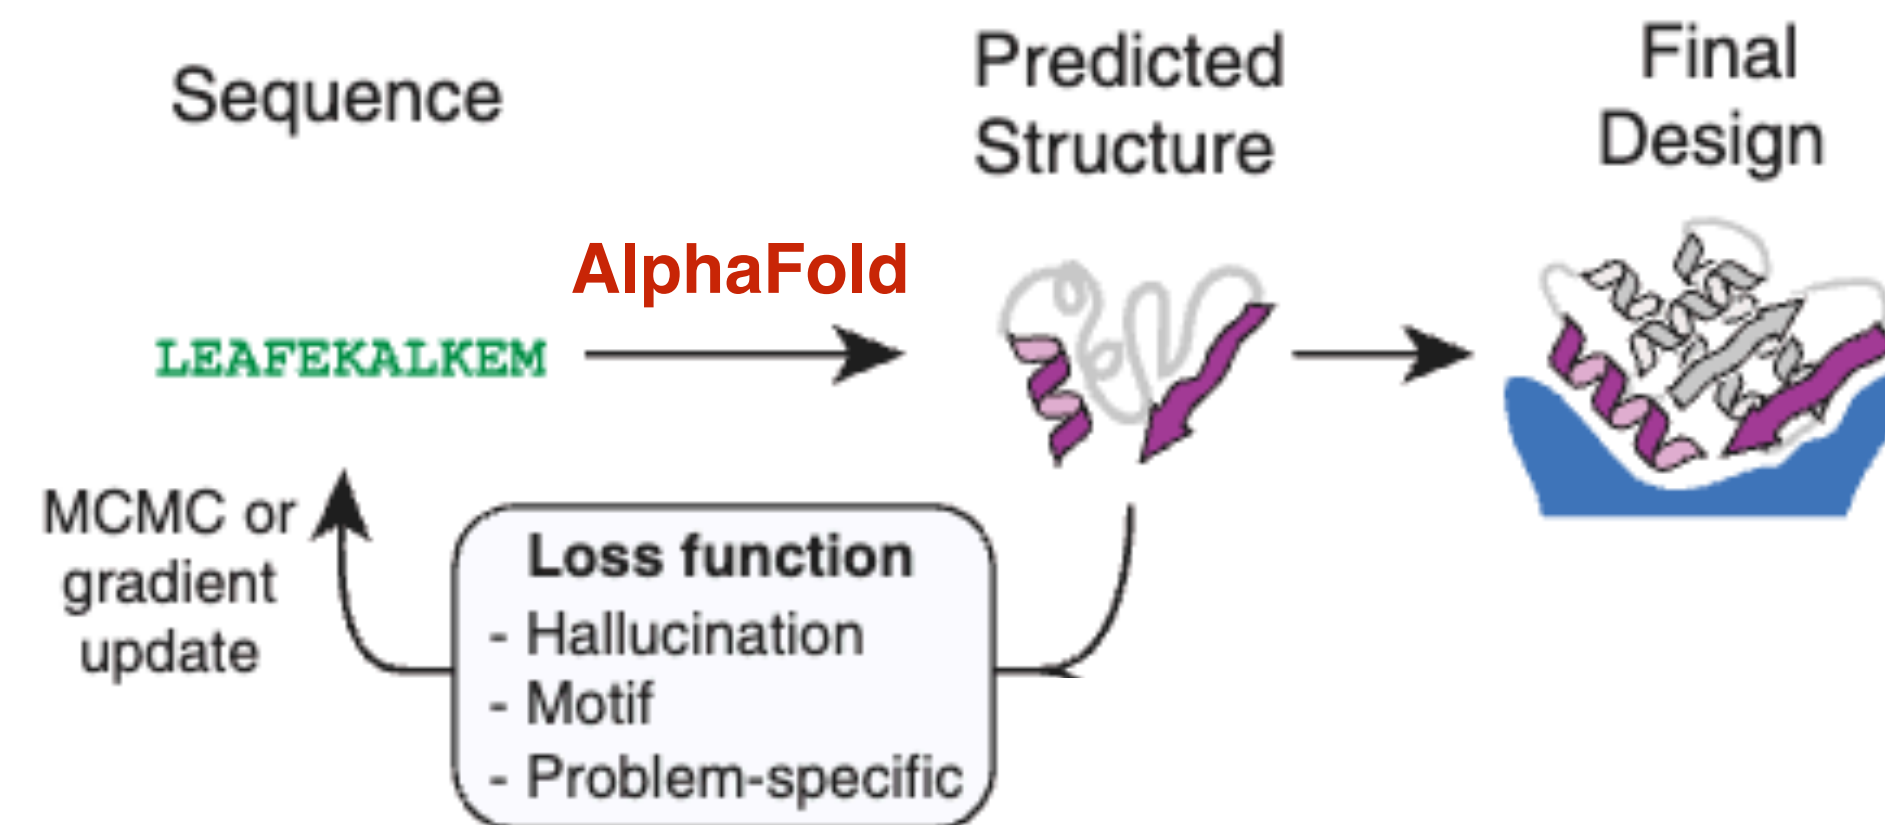 Sequence
Predicted
Structure
Final
Design
AlphaFold
LEAFEKALKEM
MCMC or
gradient
update
Loss function
- Hallucination
- Motif
- Problem-specific